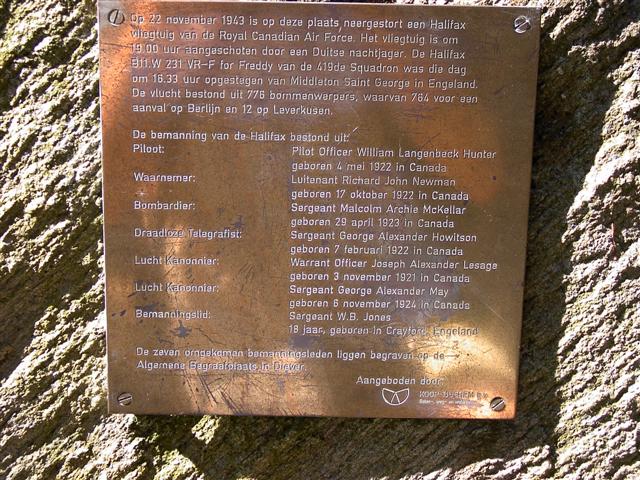 Op 22 november 1943 is op deze plaats neergestort een Halifax
vliegtuig van de Royal Canadian Air Force. Het vliegtuig is om
19.00 uur aangeschoten door een Duitse nachtjager. De Halifax
B11.W 231 VR-F for Freddy van de 419de Squadron was die dag
om 16.33 uur opgestegen van Middleton Saint George in Engeland.
De vlucht bestond uit 776 bommenwerpers, waarvan 764 voor een
aanval op Berlijn en 12 op Leverkusen.
De bemanning van de Halifax bestond uit:
Piloot: Pilot Officer William Langenbeck Hunter
geboren 4 mei 1922 in Canada
Waarnemer: Luitenant Richard John Newman
geboren 17 oktober 1922 in Canada
Bombardier: Sergeant Malcolm Archie McKellar
geboren 29 april 1923 in Canada
Draadloze Telegrafist: Sergeant George Alexander Howitson
geboren 7 februari 1922 in Canada
Lucht Kanonnier: Warrant Officer Joseph Alexander Lesage
geboren 3 november 1921 in Canada
Lucht Kanonnier: Sergeant George Alexander May
geboren 6 november 1924 in Canada
Bemanningslid: Sergeant W.B. Jones
18 jaar, geboren in Crayford, Engeland
De zeven omgekomen bemanningsleden liggen begraven op de
Algemene Begraafplaats in Diever.
Aangeboden door: